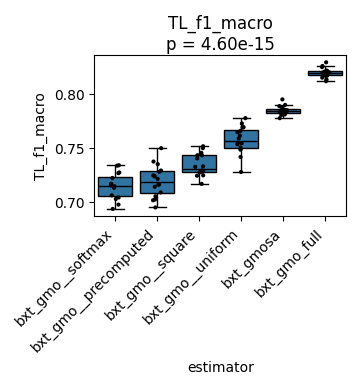 TL_f1_macro
p = 4.60e-15
TL_f1_macro
0.80
0.75
0.70
bxt_gmo__softmax
bxt_gmo__precomputed
bxt_gmo__square
bxt_gmo__uniform
bxt_gmosa
bxt_gmo_full
estimator